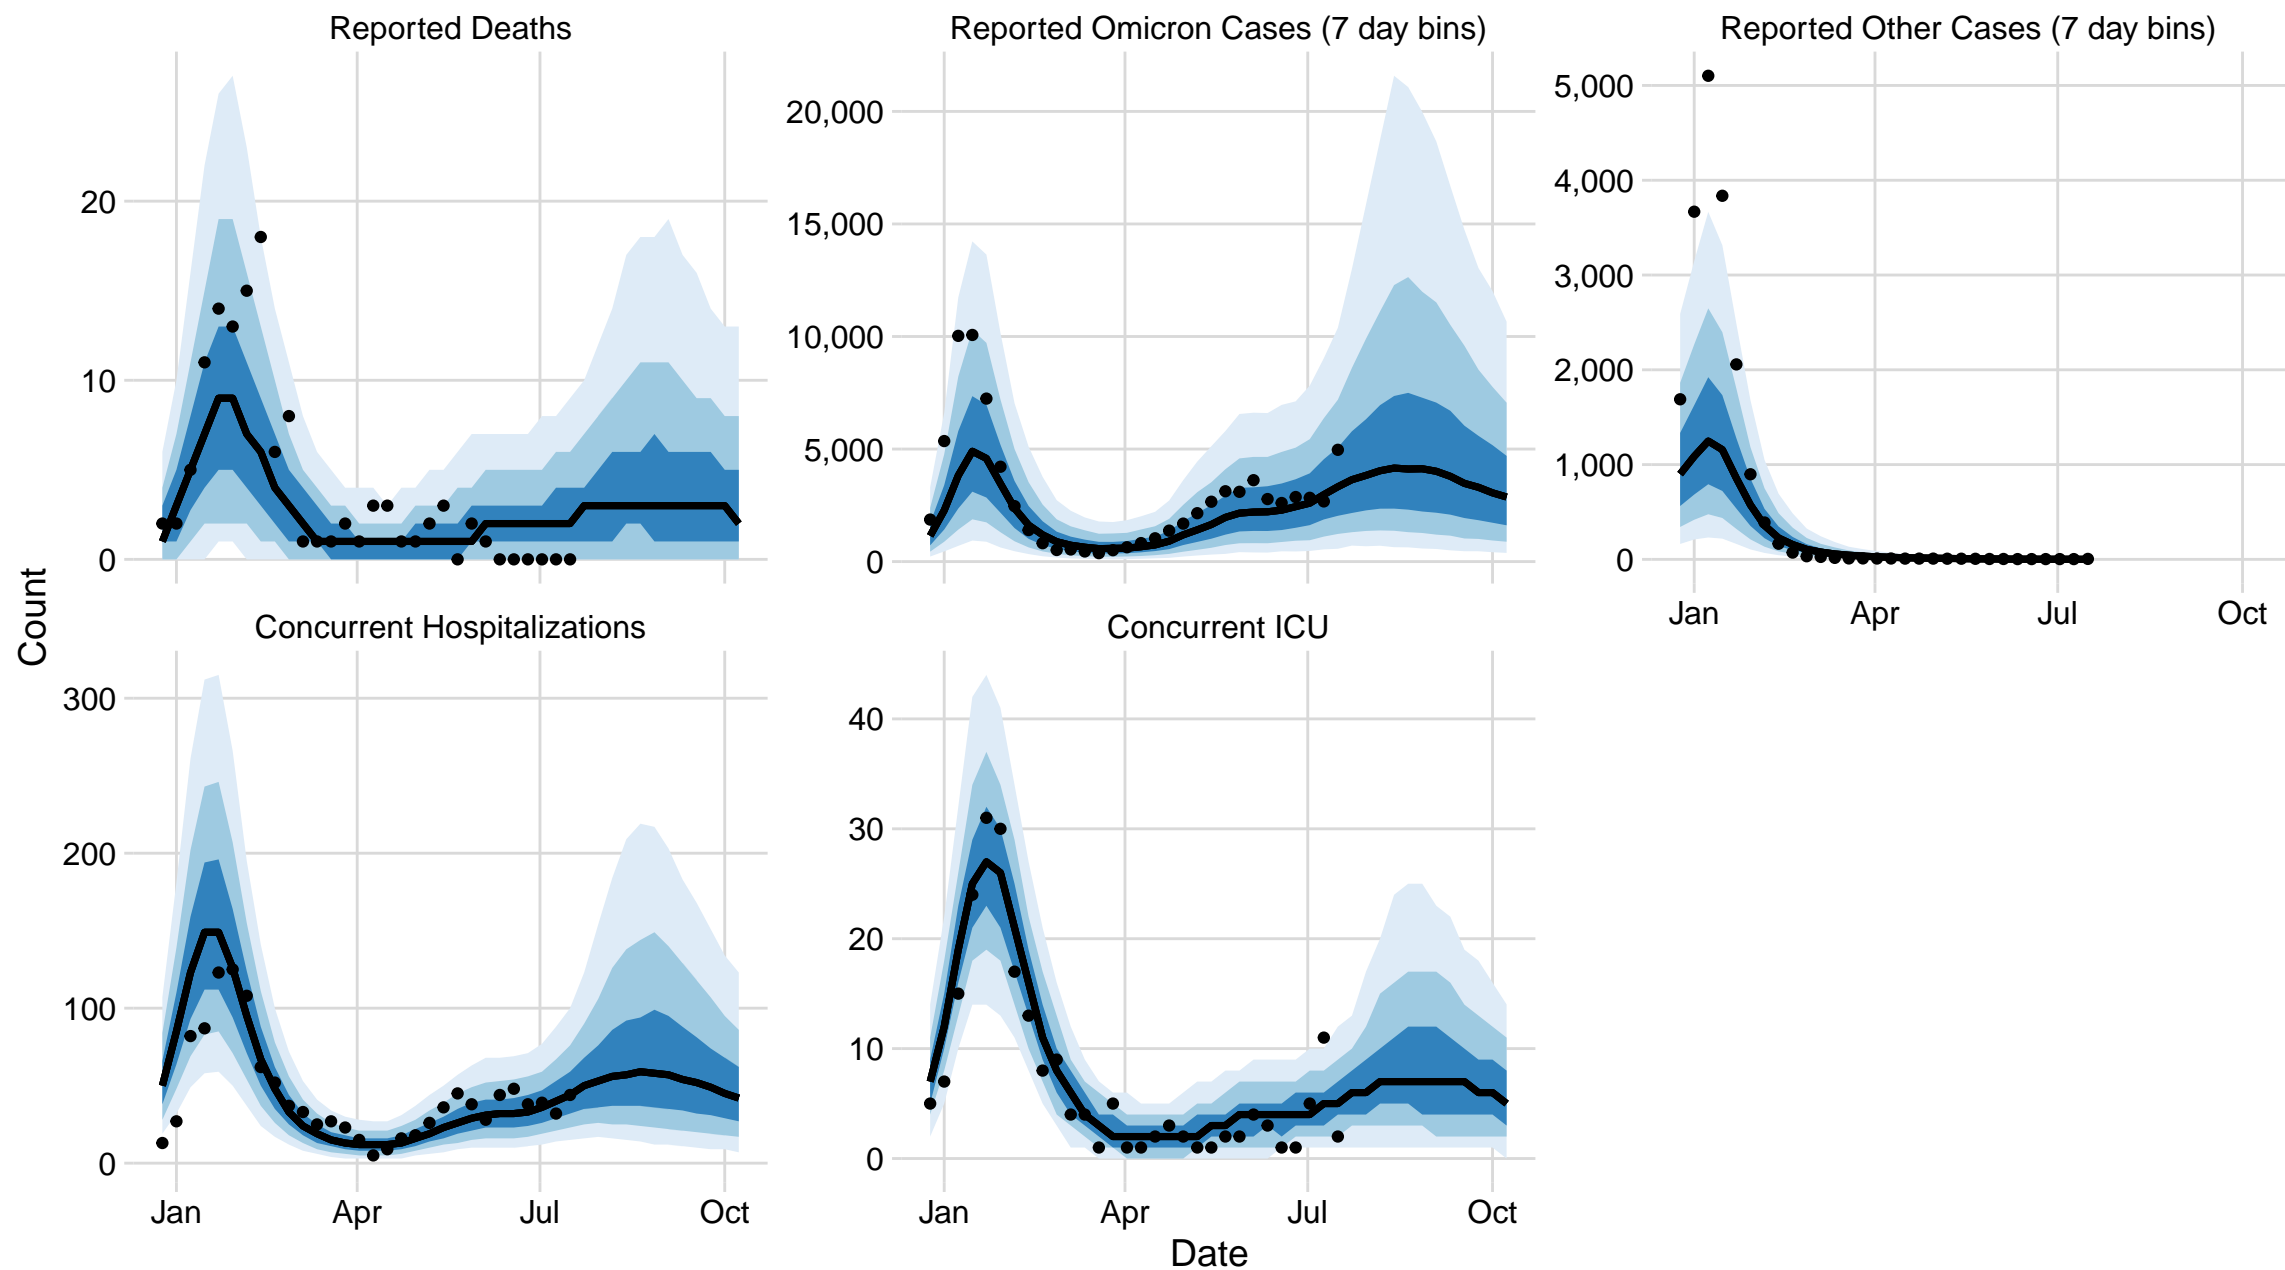 Reported Deaths
Reported Omicron Cases (7 day bins)
Reported Other Cases (7 day bins)
20
10
0
20,000
15,000
10,000
5,000
0
5,000
4,000
3,000
2,000
1,000
0
Jan Apr Jul Oct
Count
Concurrent Hospitalizations
Concurrent ICU
300
200
100
0
Jan Apr Jul Oct
40
30
20
10
0
Jan Apr Jul Oct
Date